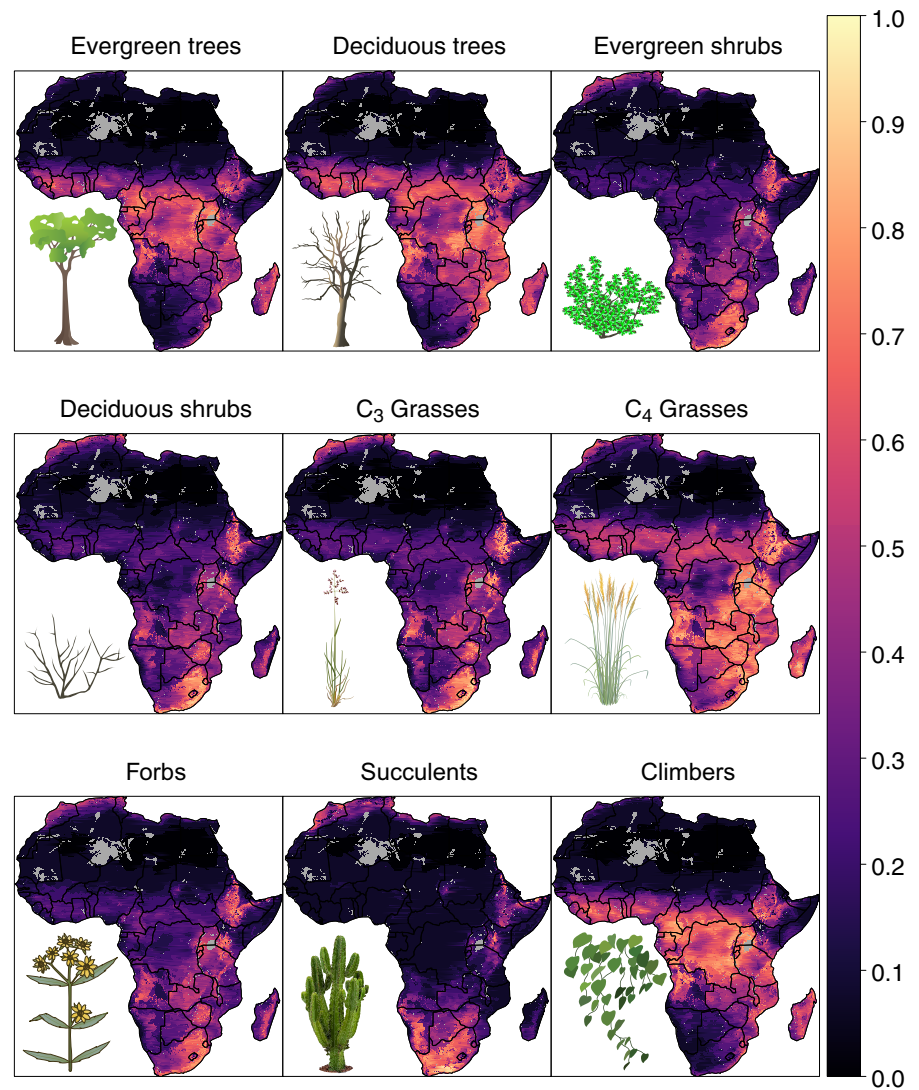 Evergreen trees
Deciduous trees
Evergreen shrubs
Deciduous shrubs
C₃ Grasses
C₄ Grasses
Forbs
Succulents
Climbers
1.0
0.9
0.8
0.7
0.6
0.5
0.4
0.3
0.2
0.1
0.0